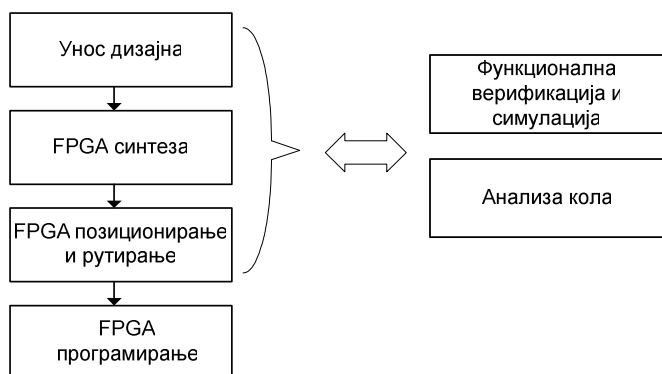 Унос дизајна
FPGA синтеза
FPGA позиционирање
и рутирање
FPGA
програмирање
Функционална
верификација и
симулација
Анализа кола